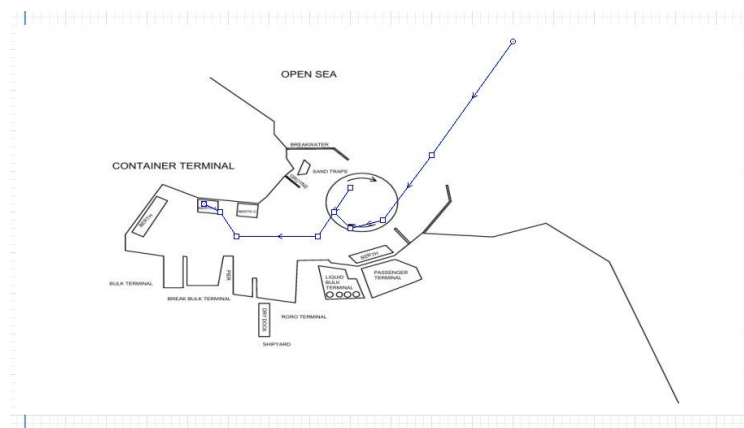 OPEN SEA
BREAKWATER
CONTAINER TERMINAL
SAND TRAPS
GROYNE
BERTH
BERTH
PASSENGER
TERMINAL
LIQUID
BULK
TERMINAL
PIER
BULK TERMINAL
BREAK BULK TERMINAL
DRY DOCK
RORO TERMINAL
SHIPYARD